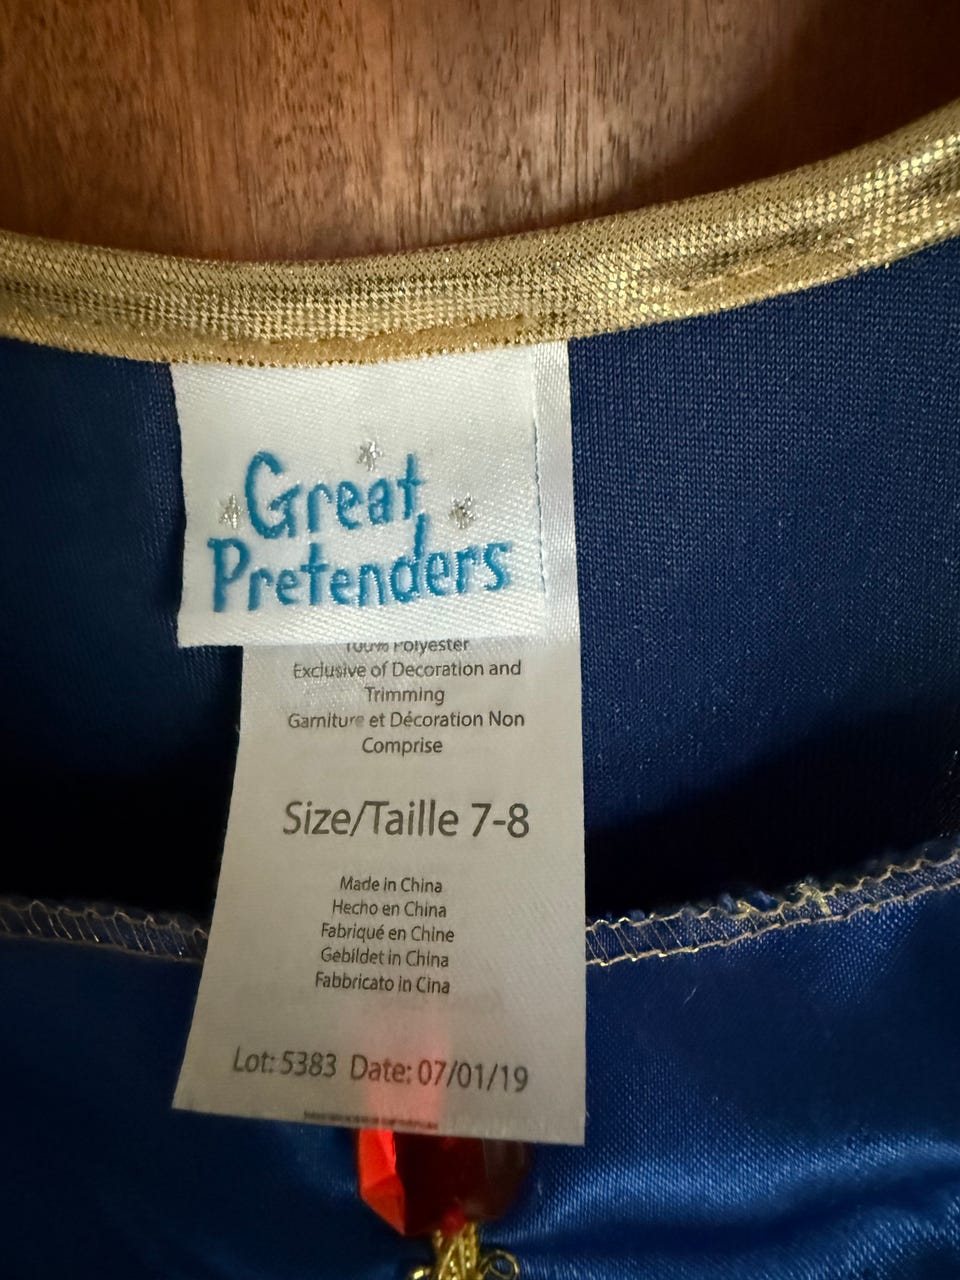 Great
Pretenders
100% Polyester
Exclusive of Decoration and
Trimming
Garniture et Décoration Non
Comprise
Size/Taille 7-8
Made in China
Hecho en China
Fabriqué en Chine
Gebildet in China
Fabbricato in Cina
Lot: 5383 Date: 07/01/19